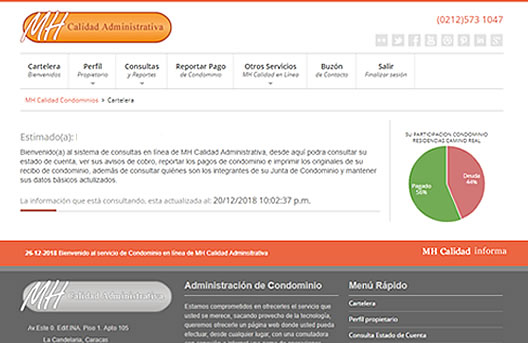 MH Calidad Administrativa
(0212)573 1047
Cartelera Perfil Consultas Reportar Pago Otros Servicios Buzón Salir
Bienvenidos Propietario y Reportes de Condominio MH Calidad en Línea de Contacto Finalizar sesión
MH Calidad Condominios > Cartelera
Estimado(a):
SU PARTICIPACION CONDOMINIO
RESIDENCIAS CAMINO REAL
Bienvenido(a) al sistema de consultas en línea de MH Calidad Administrativa, desde aquí podra consultar su
estado de cuenta, ver sus avisos de cobro, reportar los pagos de condominio e imprimir los originales de su
recibo de condominio, además de consultar quiénes son los integrantes de su Junta de Condominio y mantener
sus datos básicos actulizados.
Deuda
44%
Pagado
56%
La información que está consultando, esta actualizada al: 20/12/2018 10:02:37 p.m.
26-12-2018 Bienvenido al servicio de Condominio en línea de MH Calidad Adminsitrativa
MH Calidad informa
MH Calidad Administrativa
Administración de Condominio
Menú Rápido
Estamos comprometidos en ofrecerles el servicio que
usted se merece, sacando provecho de la tecnología,
queremos ofrecerle un página web donde usted pueda
efectuar, desde cualquier lugar, con una comutadora
Cartelera
Perfil propietario
Consulta Estado de Cuenta
Av Este 0. Edif.INA. Piso 1. Apto 105
La Candelaria, Caracas